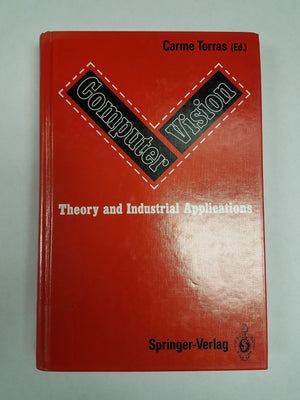 Carme Torras (Ed.)
Computer
Vision
Theory and Industrial Applications
Springer-Verlag